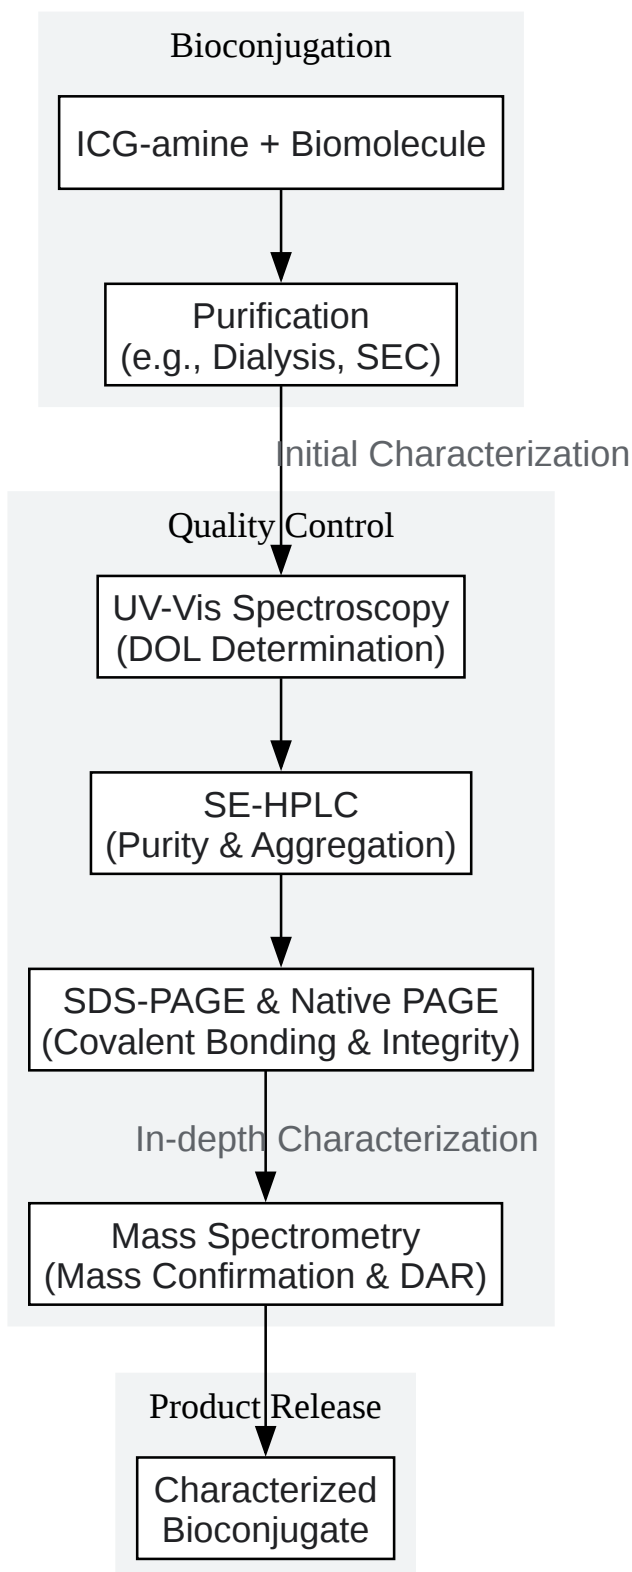 Bioconjugation
ICG-amine + Biomolecule
Purification
(e.g., Dialysis, SEC)
Initial Characterization
Quality Control
UV-Vis Spectroscopy
(DOL Determination)
SE-HPLC
(Purity & Aggregation)
SDS-PAGE & Native PAGE
(Covalent Bonding & Integrity)
In-depth Characterization
Mass Spectrometry
(Mass Confirmation & DAR)
Product Release
Characterized
Bioconjugate